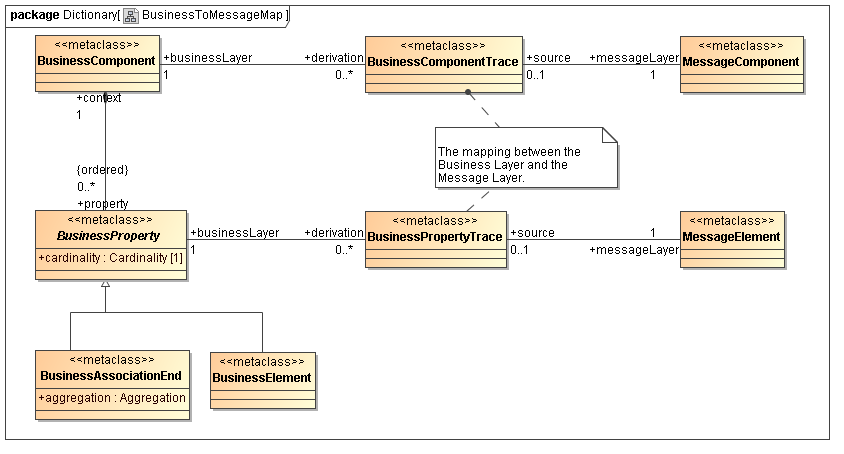 package Dictionary[ BusinessToMessageMap ]
<<metaclass>>
BusinessComponent
+businessLayer
1
+derivation
0..*
<<metaclass>>
BusinessComponentTrace
+source
0..1
+messageLayer
1
<<metaclass>>
MessageComponent
+context
1
The mapping between the
Business Layer and the
Message Layer.
{ordered}
0..*
+property
<<metaclass>>
BusinessProperty
+cardinality : Cardinality [1]
+businessLayer
1
+derivation
0..*
<<metaclass>>
BusinessPropertyTrace
+source
0..1
1
+messageLayer
<<metaclass>>
MessageElement
<<metaclass>>
BusinessAssociationEnd
+aggregation : Aggregation
<<metaclass>>
BusinessElement